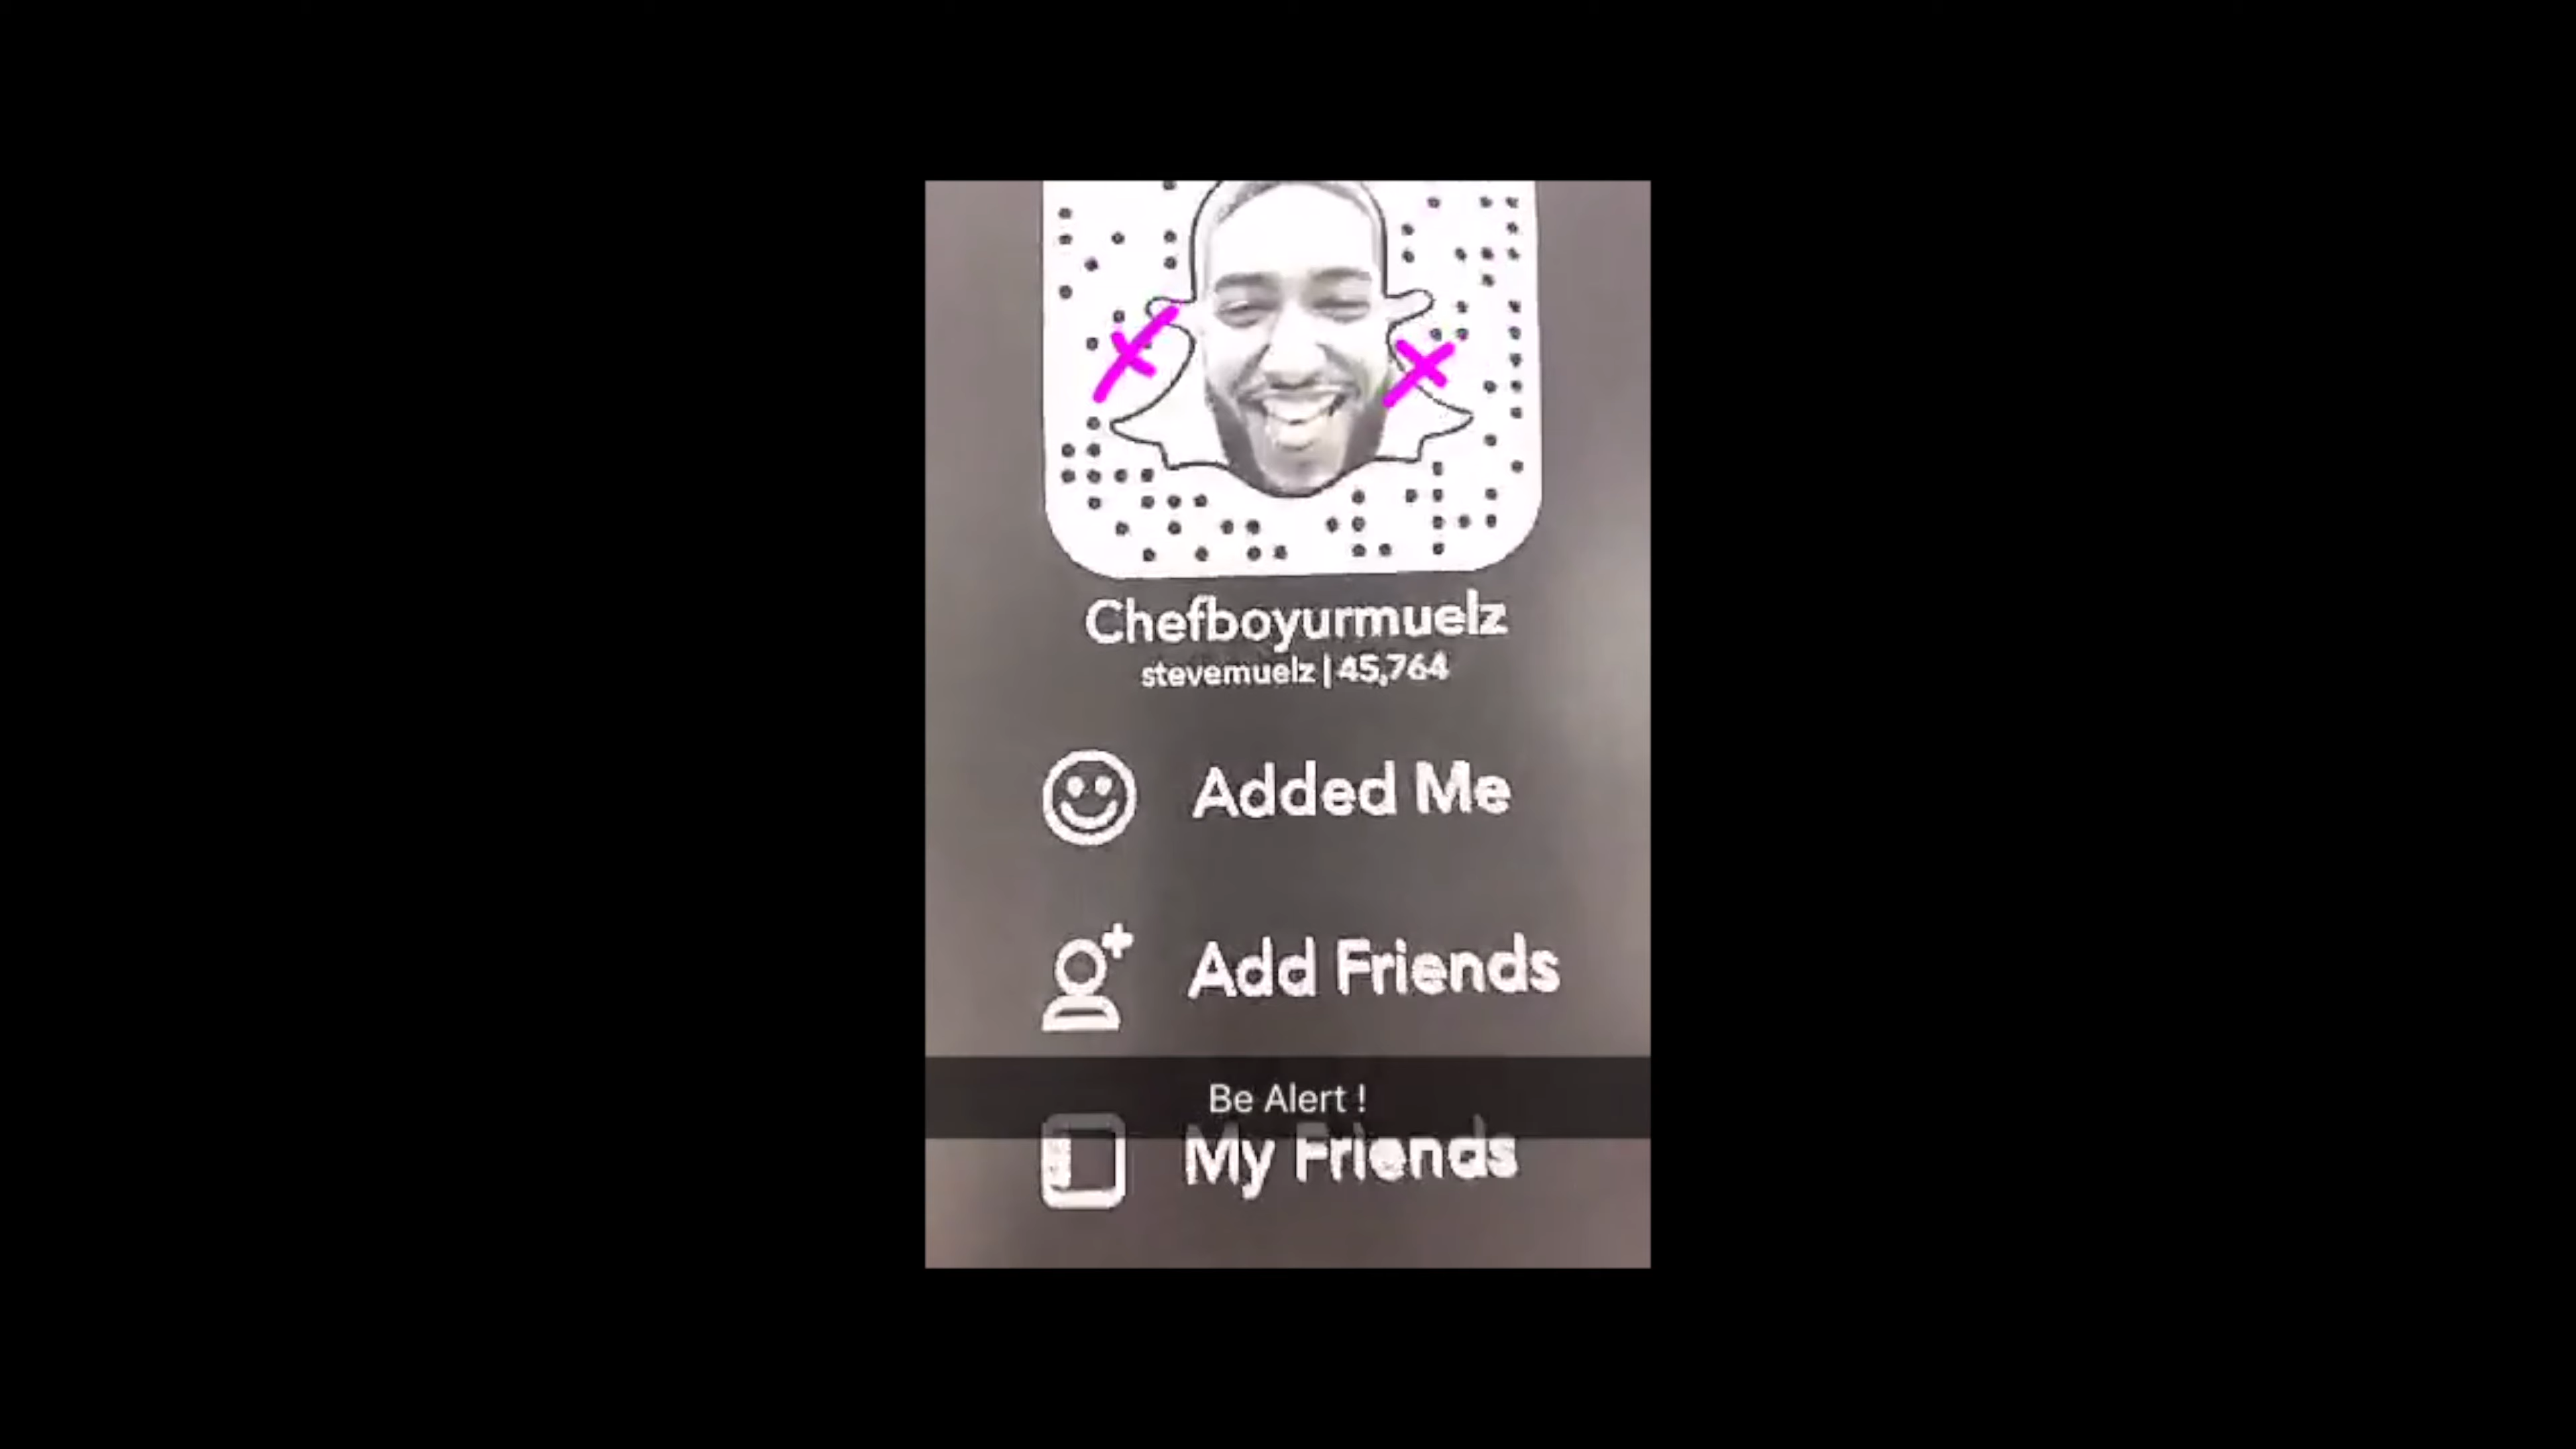 Chefboyurmuelz
stevemuelz | 45,764
Added Me
Add Friends
Be Alert !
My Friends